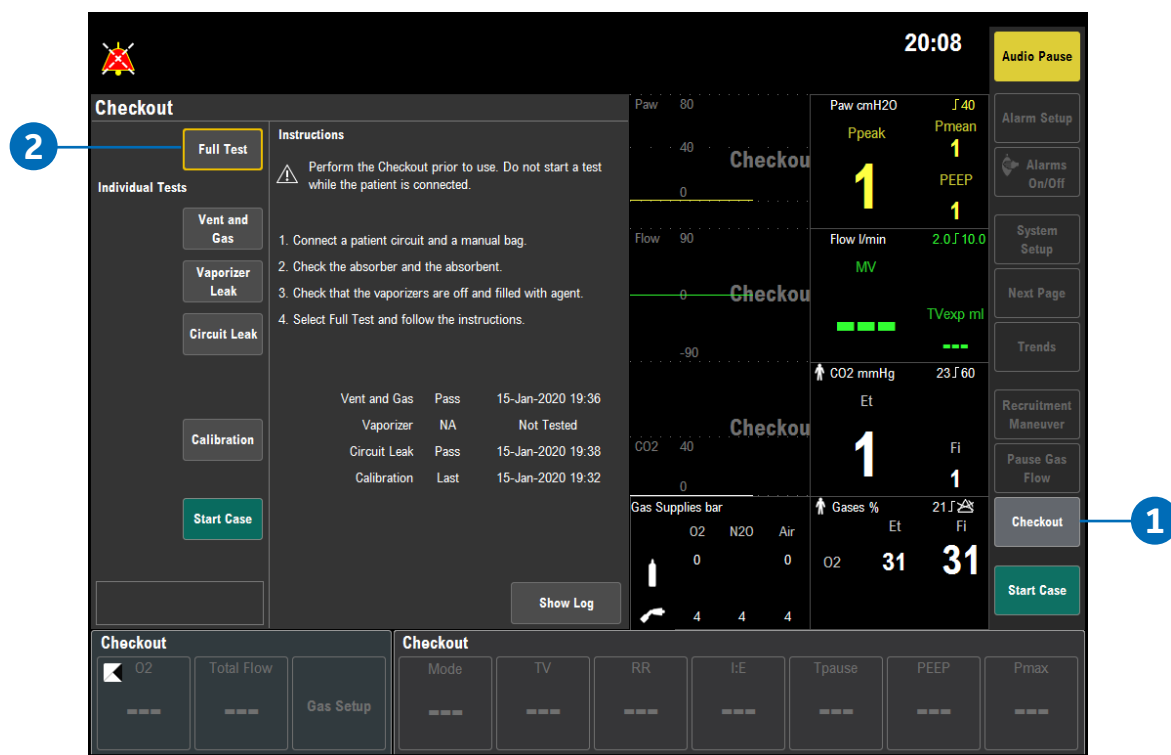 20:08
Audio Pause
Checkout
2
Full Test
Individual Tests
Vent and
Gas
Vaporizer
Leak
Circuit Leak
Calibration
Start Case
Instructions
Perform the Checkout prior to use. Do not start a test
while the patient is connected.
1. Connect a patient circuit and a manual bag.
2. Check the absorber and the absorbent.
3. Check that the vaporizers are off and filled with agent.
4. Select Full Test and follow the instructions.
Vent and Gas Pass 15-Jan-2020 19:36
Vaporizer NA Not Tested
Circuit Leak Pass 15-Jan-2020 19:38
Calibration Last 15-Jan-2020 19:32
Show Log
Paw 80
40
0
Checkou
Flow 90
0
-90
Checkou
Checkou
CO2 40
0
Paw cmH2O 40
Ppeak Pmean
1 1
PEEP
1
Flow l/min 2.0 10.0
MV
---
TVexp ml
---
CO2 mmHg 23 60
Et
1
Fi
1
Gas Supplies bar
O2 N2O Air
0 0
4 4 4
Gases % 21
Et Fi
O2 31 31
Alarm Setup
Alarms
On/Off
System
Setup
Next Page
Trends
Recruitment
Maneuver
Pause Gas
Flow
Checkout
1
Start Case
Checkout
O2 Total Flow
--- --- Gas Setup
Checkout
Mode TV RR I:E Tpause PEEP Pmax
--- --- --- --- --- --- ---